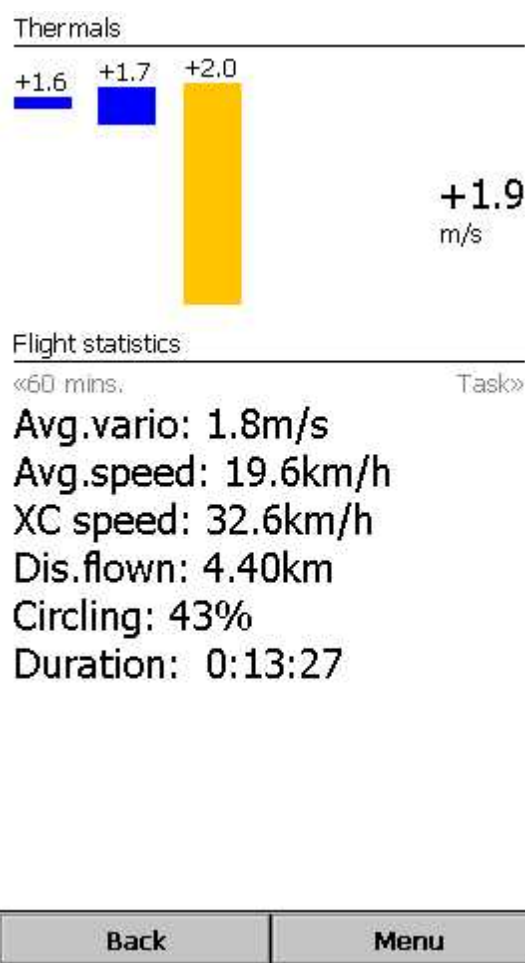 Thermals
+1.6 +1.7 +2.0
+1.9
m/s
Flight statistics
«60 mins. Task»
Avg.vario: 1.8m/s
Avg.speed: 19.6km/h
XC speed: 32.6km/h
Dis.flown: 4.40km
Circling: 43%
Duration: 0:13:27
Back Menu